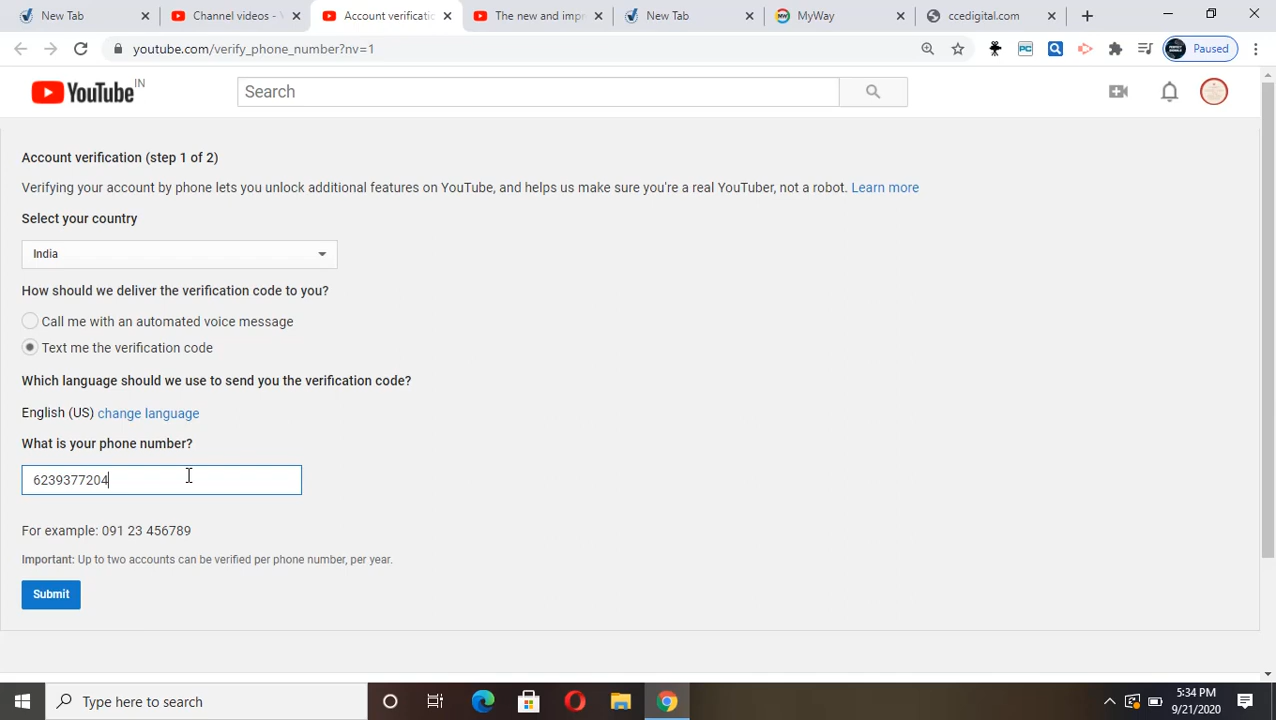 New Tab
Channel videos -
Account verificatic
The new and impr
New Tab
MyWay
ccedigital.com
youtube.com/verify_phone_number?nv=1
Paused
YouTube IN
Search
Account verification (step 1 of 2)
Verifying your account by phone lets you unlock additional features on YouTube, and helps us make sure you're a real YouTuber, not a robot. Learn more
Select your country
India
How should we deliver the verification code to you?
Call me with an automated voice message
Text me the verification code
Which language should we use to send you the verification code?
English (US) change language
What is your phone number?
6239377204
For example: 091 23 456789
Important: Up to two accounts can be verified per phone number, per year.
Submit
Type here to search
5:34 PM
9/21/2020